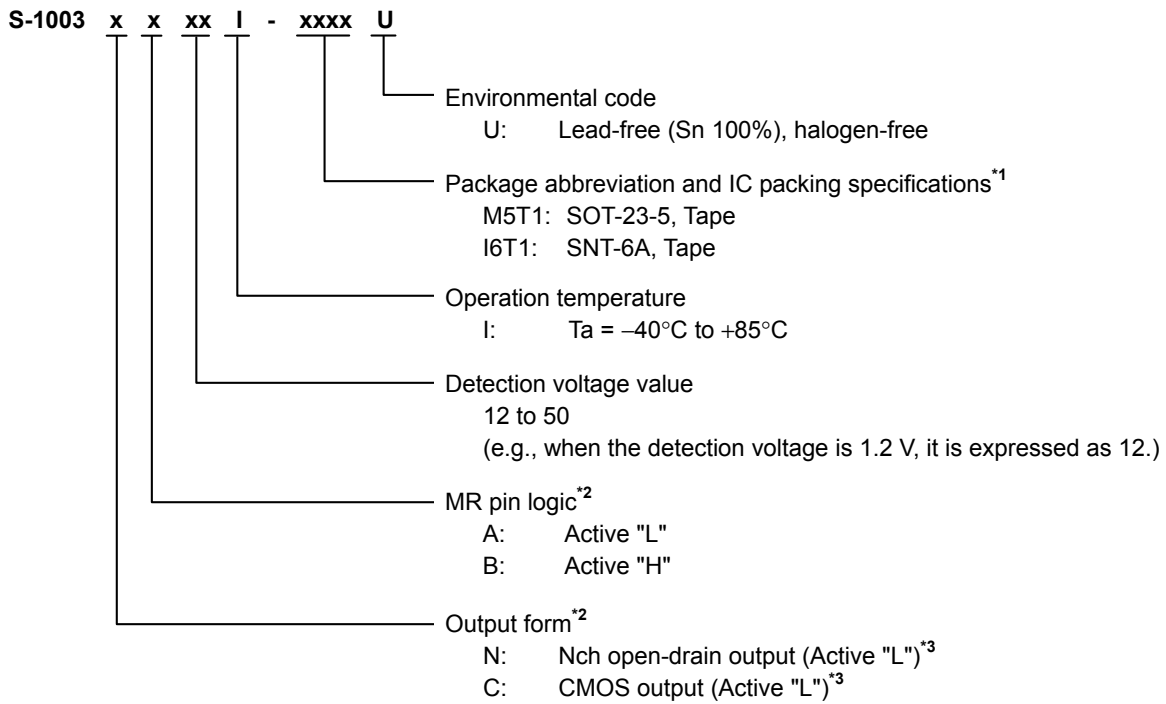 S-1003 x x xx I - xxxx U
Environmental code
U: Lead-free (Sn 100%), halogen-free
Package abbreviation and IC packing specifications*1
M5T1: SOT-23-5, Tape
I6T1: SNT-6A, Tape
Operation temperature
I: Ta = −40°C to +85°C
Detection voltage value
12 to 50
(e.g., when the detection voltage is 1.2 V, it is expressed as 12.)
MR pin logic*2
A: Active "L"
B: Active "H"
Output form*2
N: Nch open-drain output (Active "L")*3
C: CMOS output (Active "L")*3